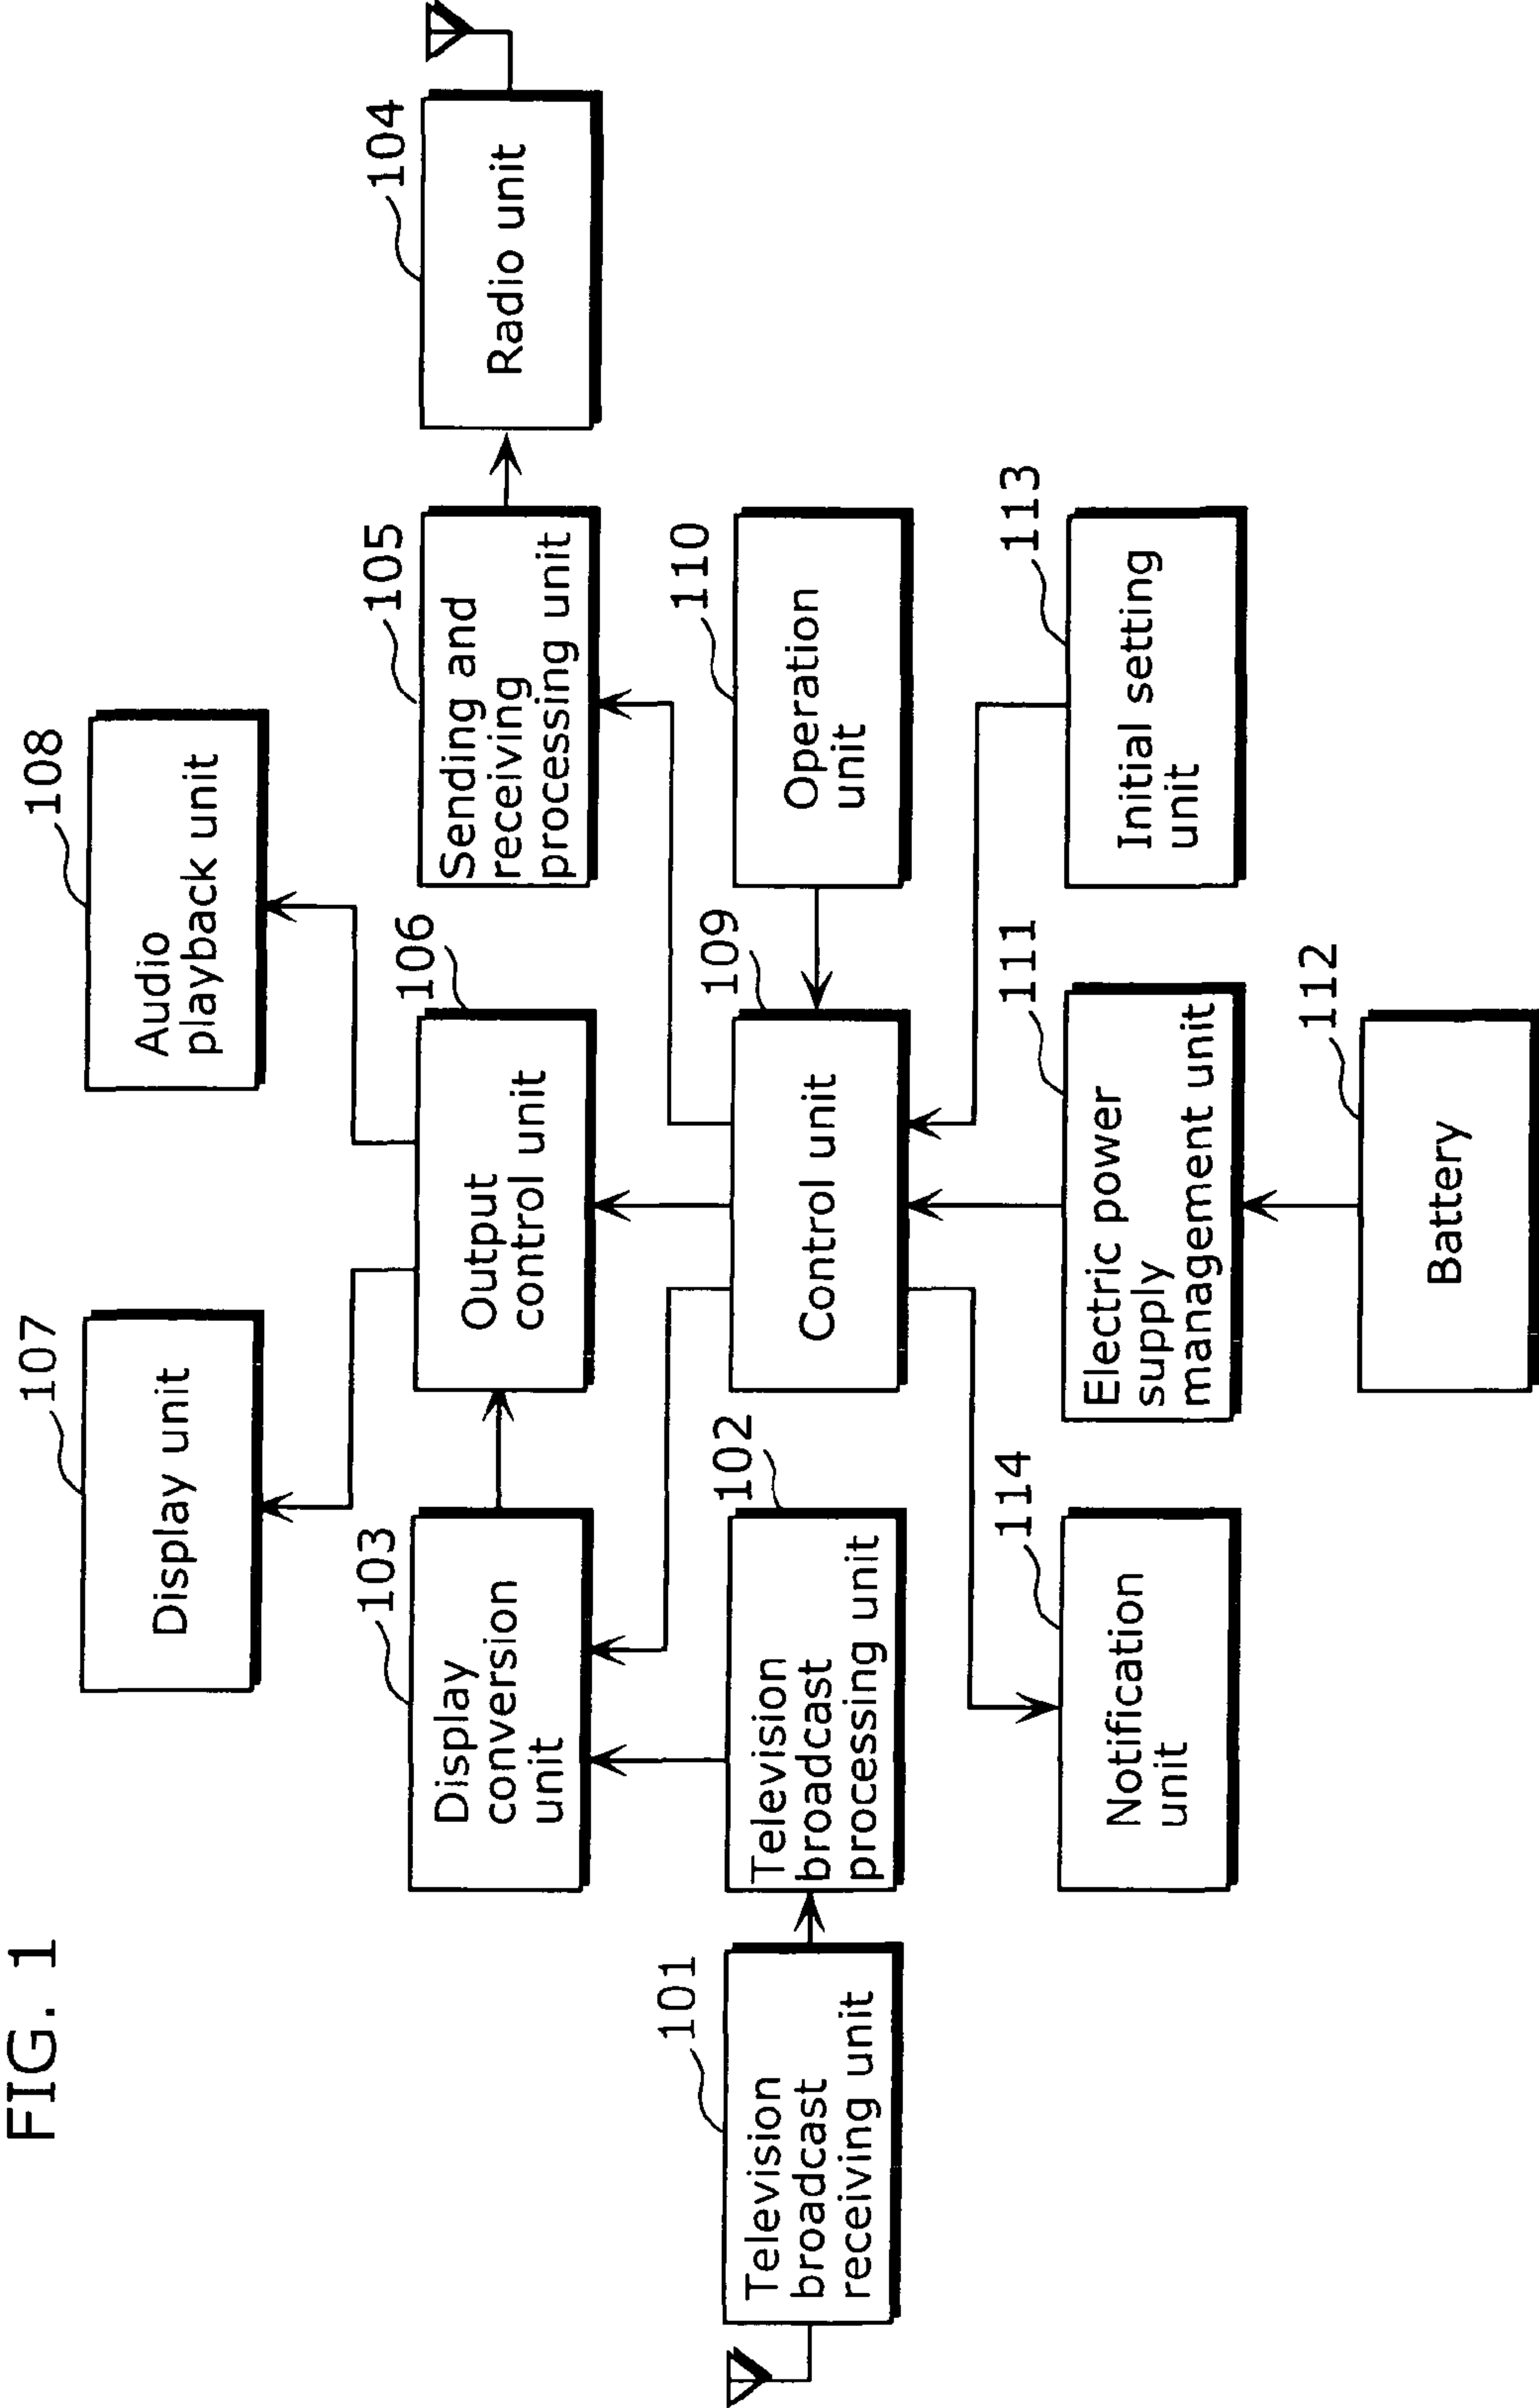 FIG. 1
107
Display unit
108
Audio
playback unit
103
Display
conversion
unit
106
Output
control unit
105
Sending and
receiving
processing unit
104
Radio unit
101
Television
broadcast
receiving unit
102
Television
broadcast
processing unit
109
Control unit
110
Operation
unit
114
Notification
unit
111
Electric power
supply
management unit
113
Initial setting
unit
112
Battery